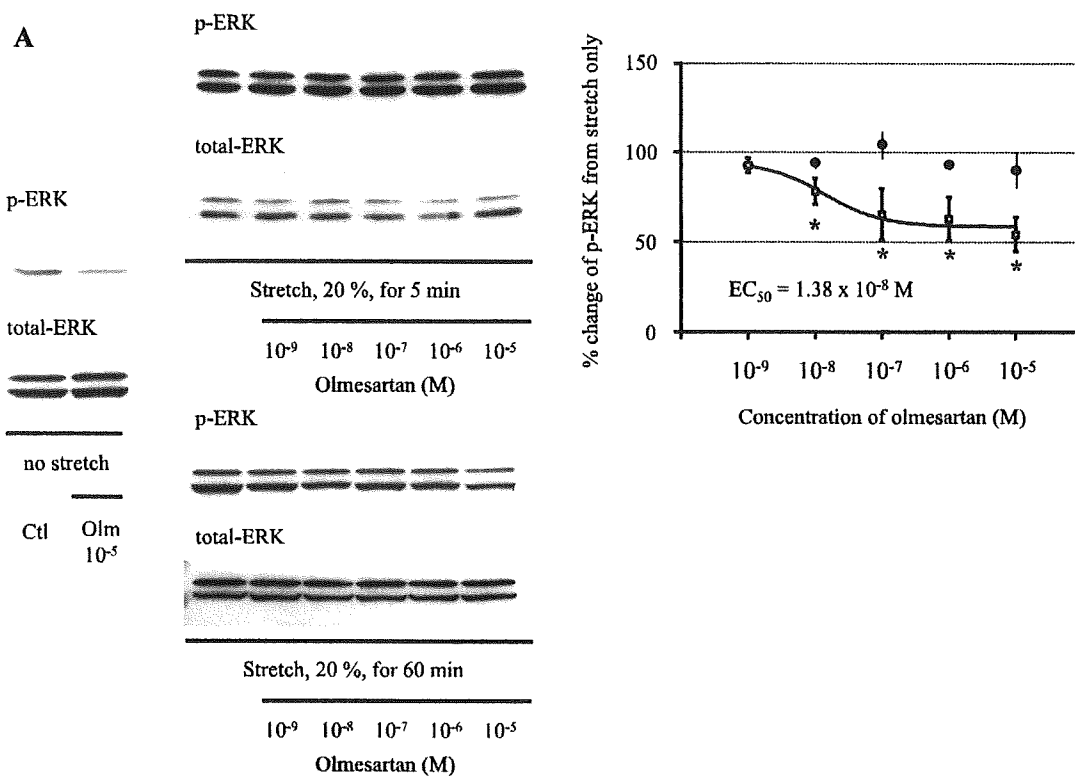 A
p-ERK
total-ERK
no stretch
Ctl Olm
10⁻⁵
p-ERK
total-ERK
Stretch, 20 %, for 5 min
10⁻⁹ 10⁻⁸ 10⁻⁷ 10⁻⁶ 10⁻⁵
Olmesartan (M)
p-ERK
total-ERK
Stretch, 20 %, for 60 min
10⁻⁹ 10⁻⁸ 10⁻⁷ 10⁻⁶ 10⁻⁵
Olmesartan (M)
% change of p-ERK from stretch only
150
100
50
0
* * * *
EC₅₀ = 1.38 x 10⁻⁸ M
10⁻⁹ 10⁻⁸ 10⁻⁷ 10⁻⁶ 10⁻⁵
Concentration of olmesartan (M)